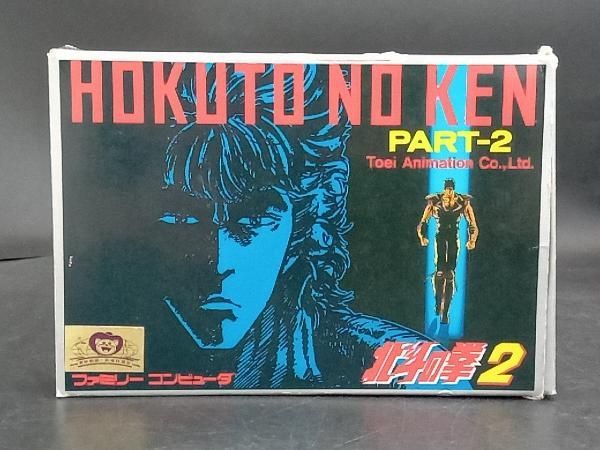 HOKUTO NO KEN
PART-2
Toei Animation Co.,Ltd.
ファミリー コンピュータ
北斗の拳2